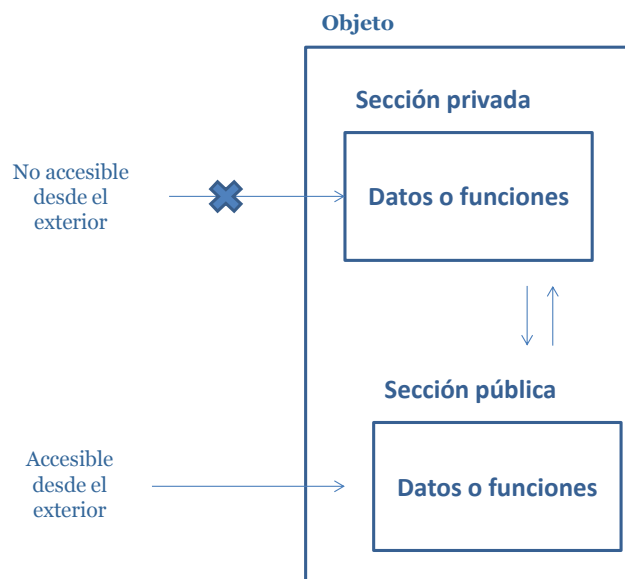 Objeto
Sección privada
No accesible
desde el
exterior
Datos o funciones
Sección pública
Accesible
desde el
exterior
Datos o funciones